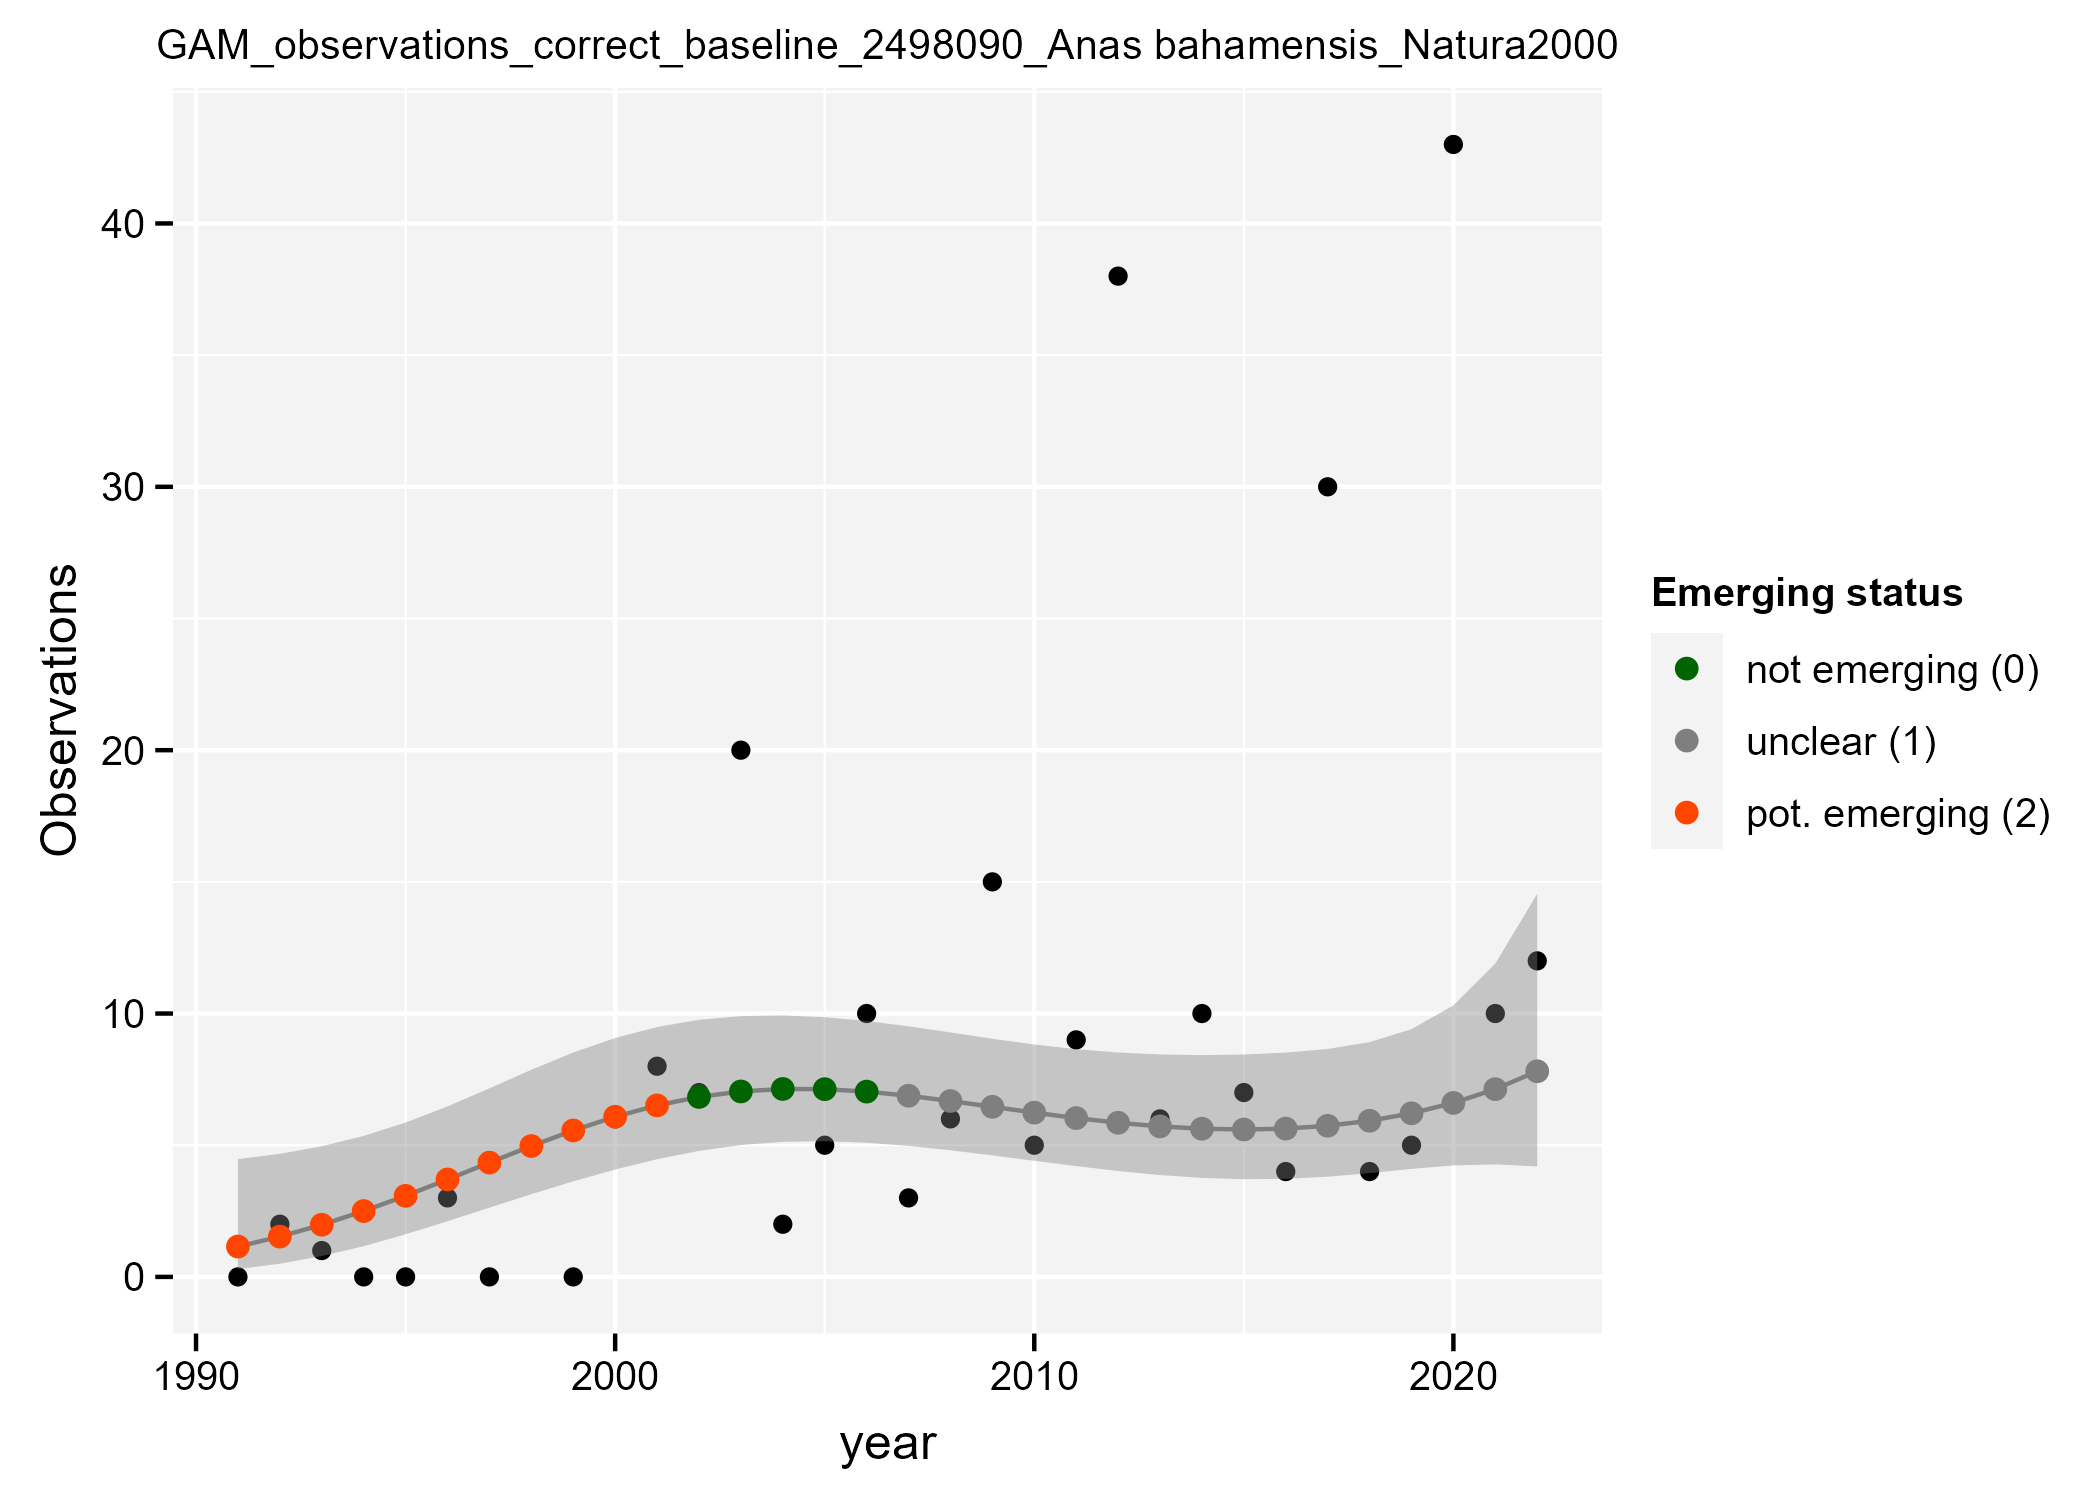 GAM_observations_correct_baseline_2498090_Anas bahamensis_Natura2000
Observations
40
30
20
10
0
1990
2000
2010
2020
year
Emerging status
not emerging (0)
unclear (1)
pot. emerging (2)